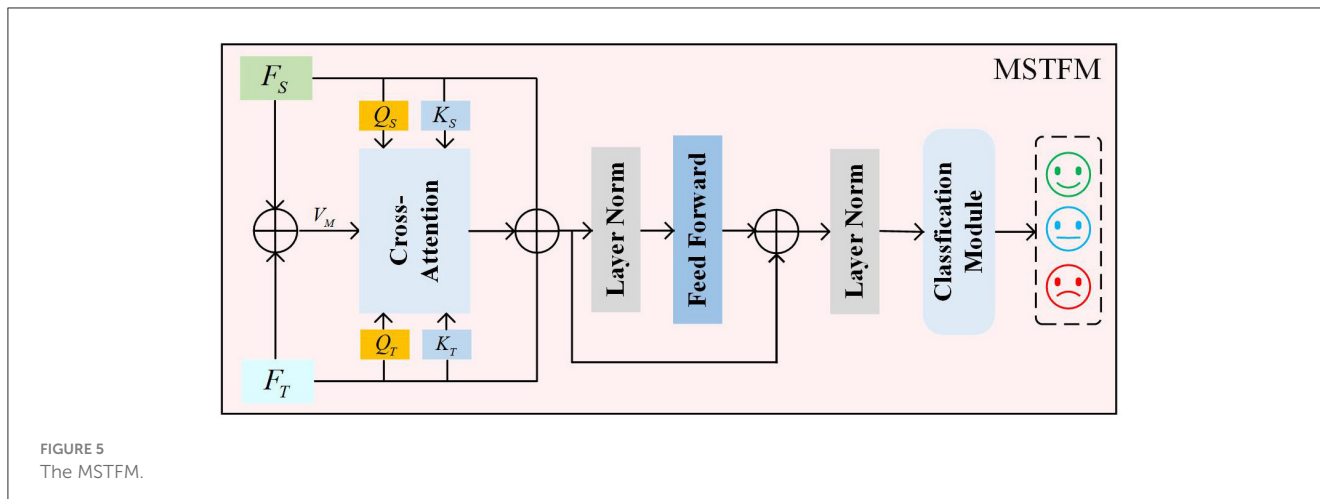 MSTFM
F_S
Q_S
K_S
V_M
Cross-
Attention
Q_T
K_T
F_T
Layer Norm
Feed Forward
Layer Norm
Classfication
Module
FIGURE 5
The MSTFM.